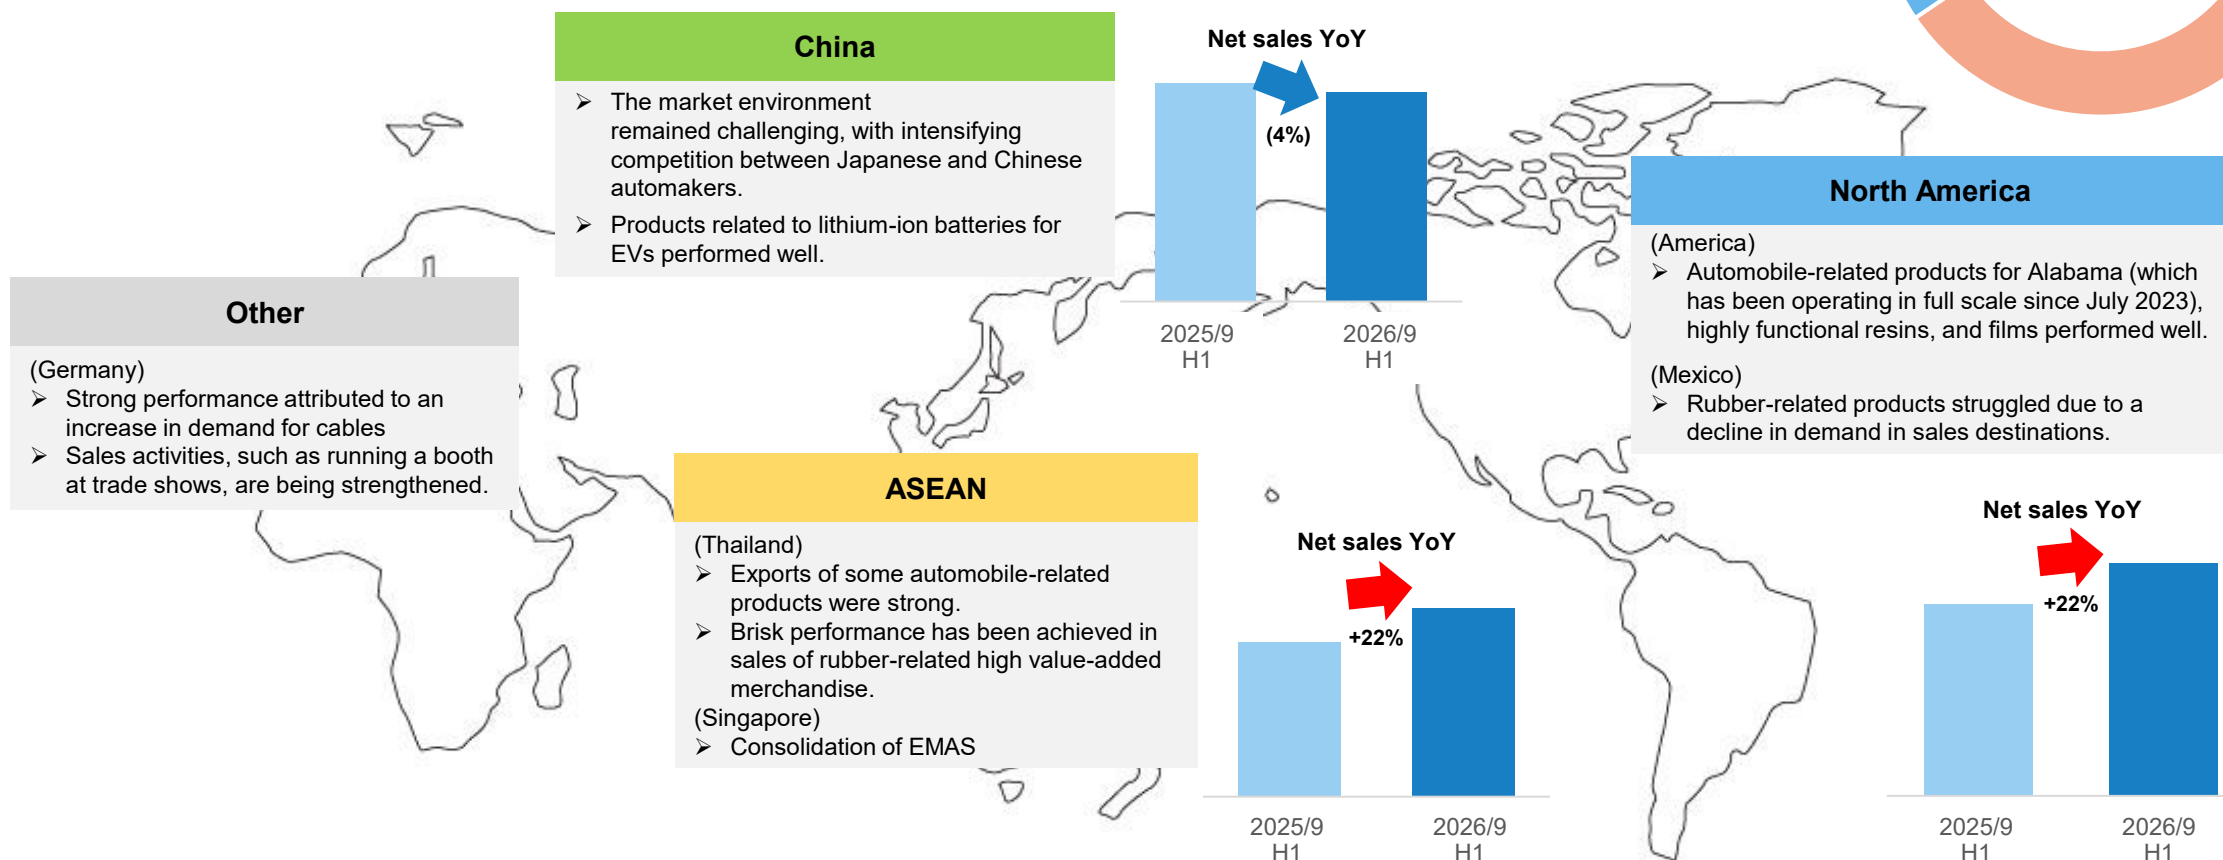 China
➢ The market environment
remained challenging, with intensifying
competition between Japanese and Chinese
automakers.
➢ Products related to lithium-ion batteries for
EVs performed well.
Net sales YoY
(4%)
2025/9
H1
2026/9
H1
North America
(America)
➢ Automobile-related products for Alabama (which
has been operating in full scale since July 2023),
highly functional resins, and films performed well.
(Mexico)
➢ Rubber-related products struggled due to a
decline in demand in sales destinations.
Other
(Germany)
➢ Strong performance attributed to an
increase in demand for cables
➢ Sales activities, such as running a booth
at trade shows, are being strengthened.
ASEAN
(Thailand)
➢ Exports of some automobile-related
products were strong.
➢ Brisk performance has been achieved in
sales of rubber-related high value-added
merchandise.
(Singapore)
➢ Consolidation of EMAS
Net sales YoY
+22%
2025/9
H1
2026/9
H1
Net sales YoY
+22%
2025/9
H1
2026/9
H1